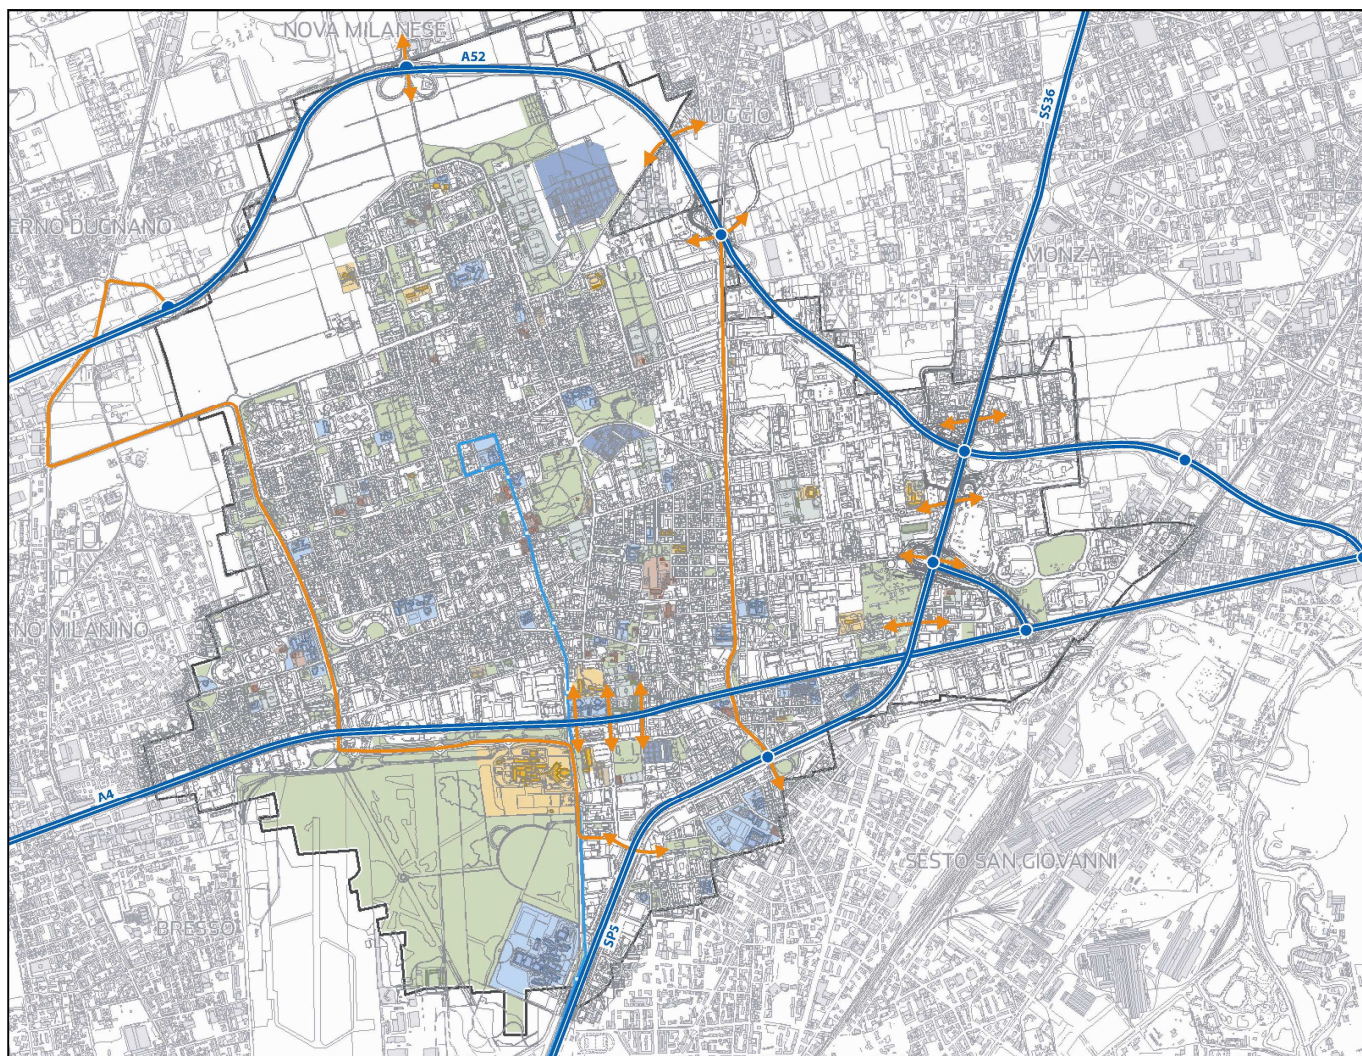 NOVA MILANESE
A52
SS36
MUGGIO
ERNO DUGNANO
MONZA
NO MILANINO
A4
SESTO SAN GIOVANNI
BRESSO
SP5